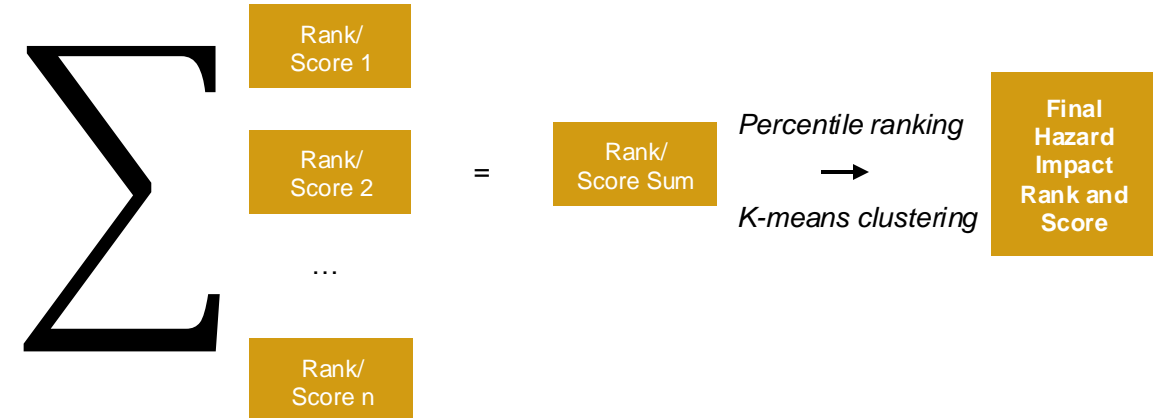 ∑
Rank/
Score 1
Rank/
Score 2
…
Rank/
Score n
=
Rank/
Score Sum
Percentile ranking
→
K-means clustering
Final
Hazard
Impact
Rank and
Score